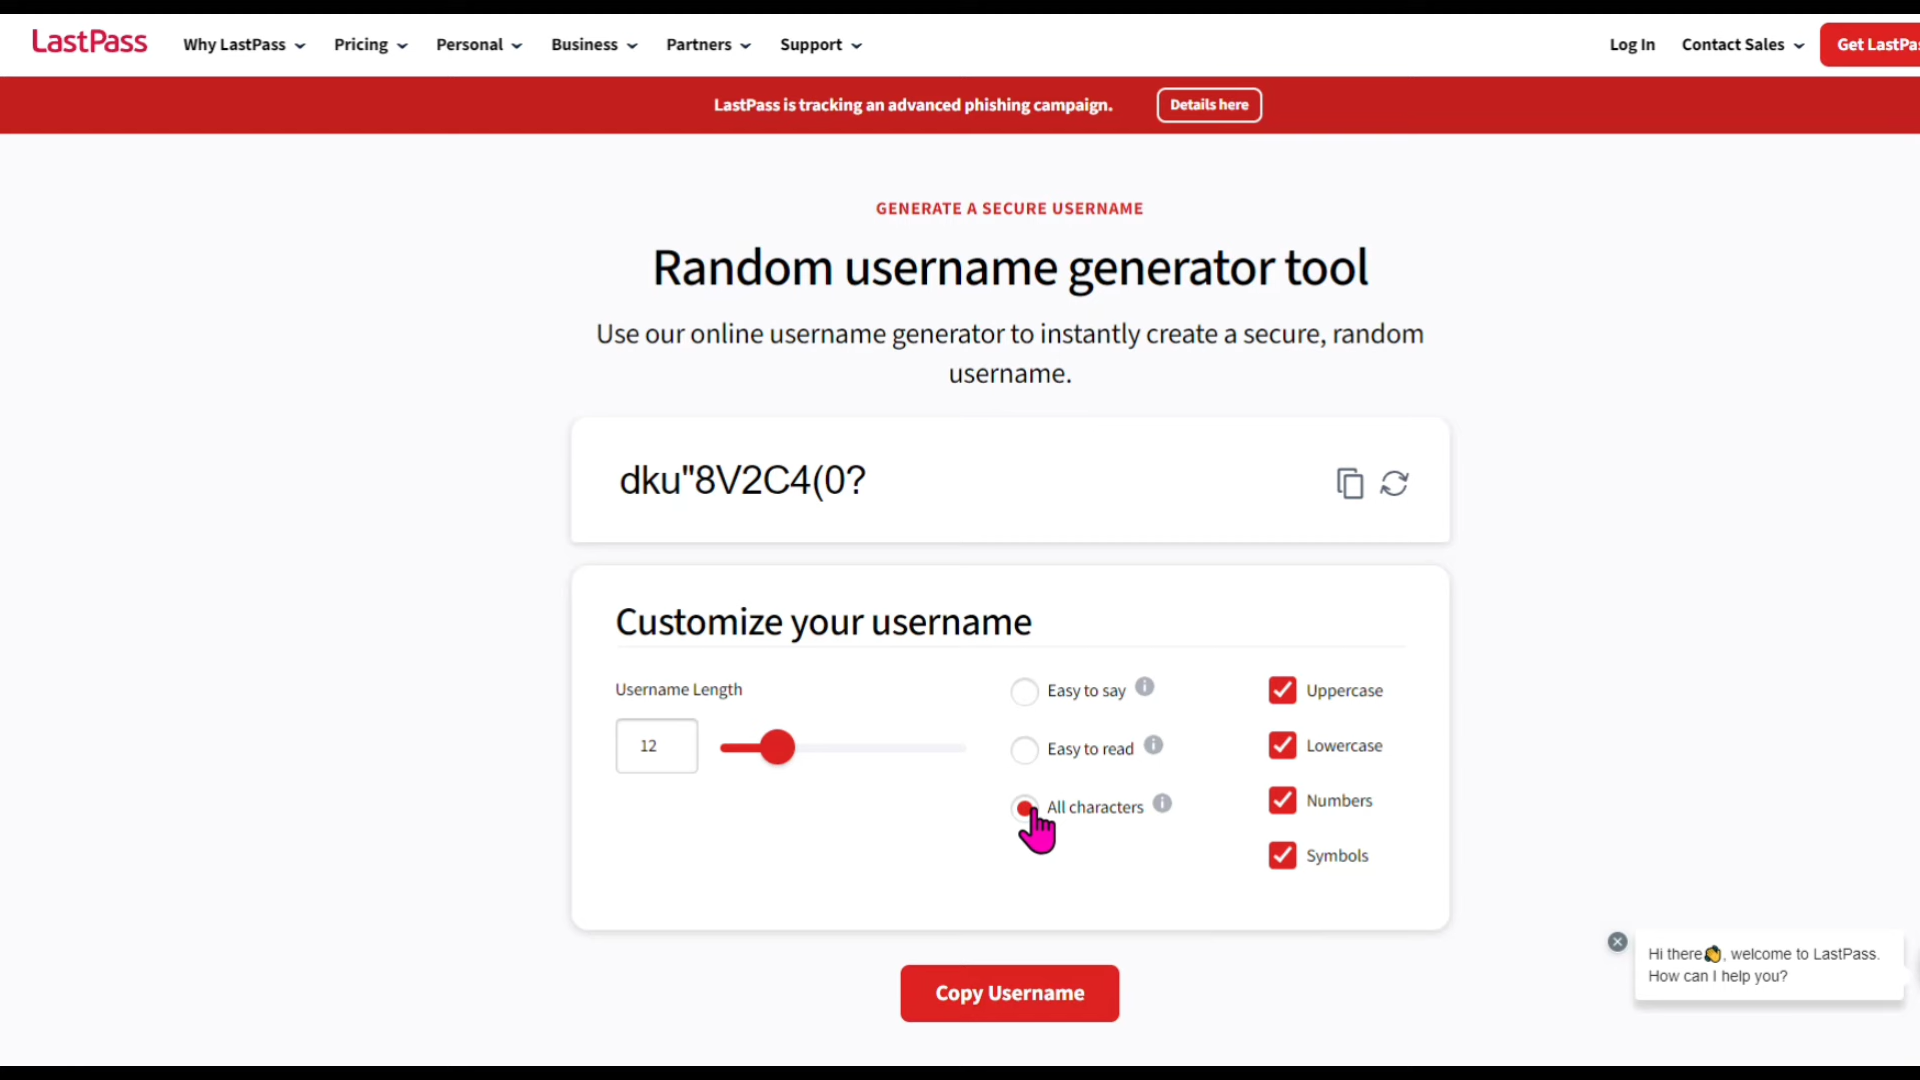 LastPass
Why LastPass
Pricing
Personal
Business
Partners
Support
Log In
Contact Sales
Get LastPas
LastPass is tracking an advanced phishing campaign.
Details here
GENERATE A SECURE USERNAME
Random username generator tool
Use our online username generator to instantly create a secure, random
username.
dku"8V2C4(0?
Customize your username
Username Length
12
Easy to say
Easy to read
All characters
Uppercase
Lowercase
Numbers
Symbols
Copy Username
Hi there👋, welcome to LastPass.
How can I help you?